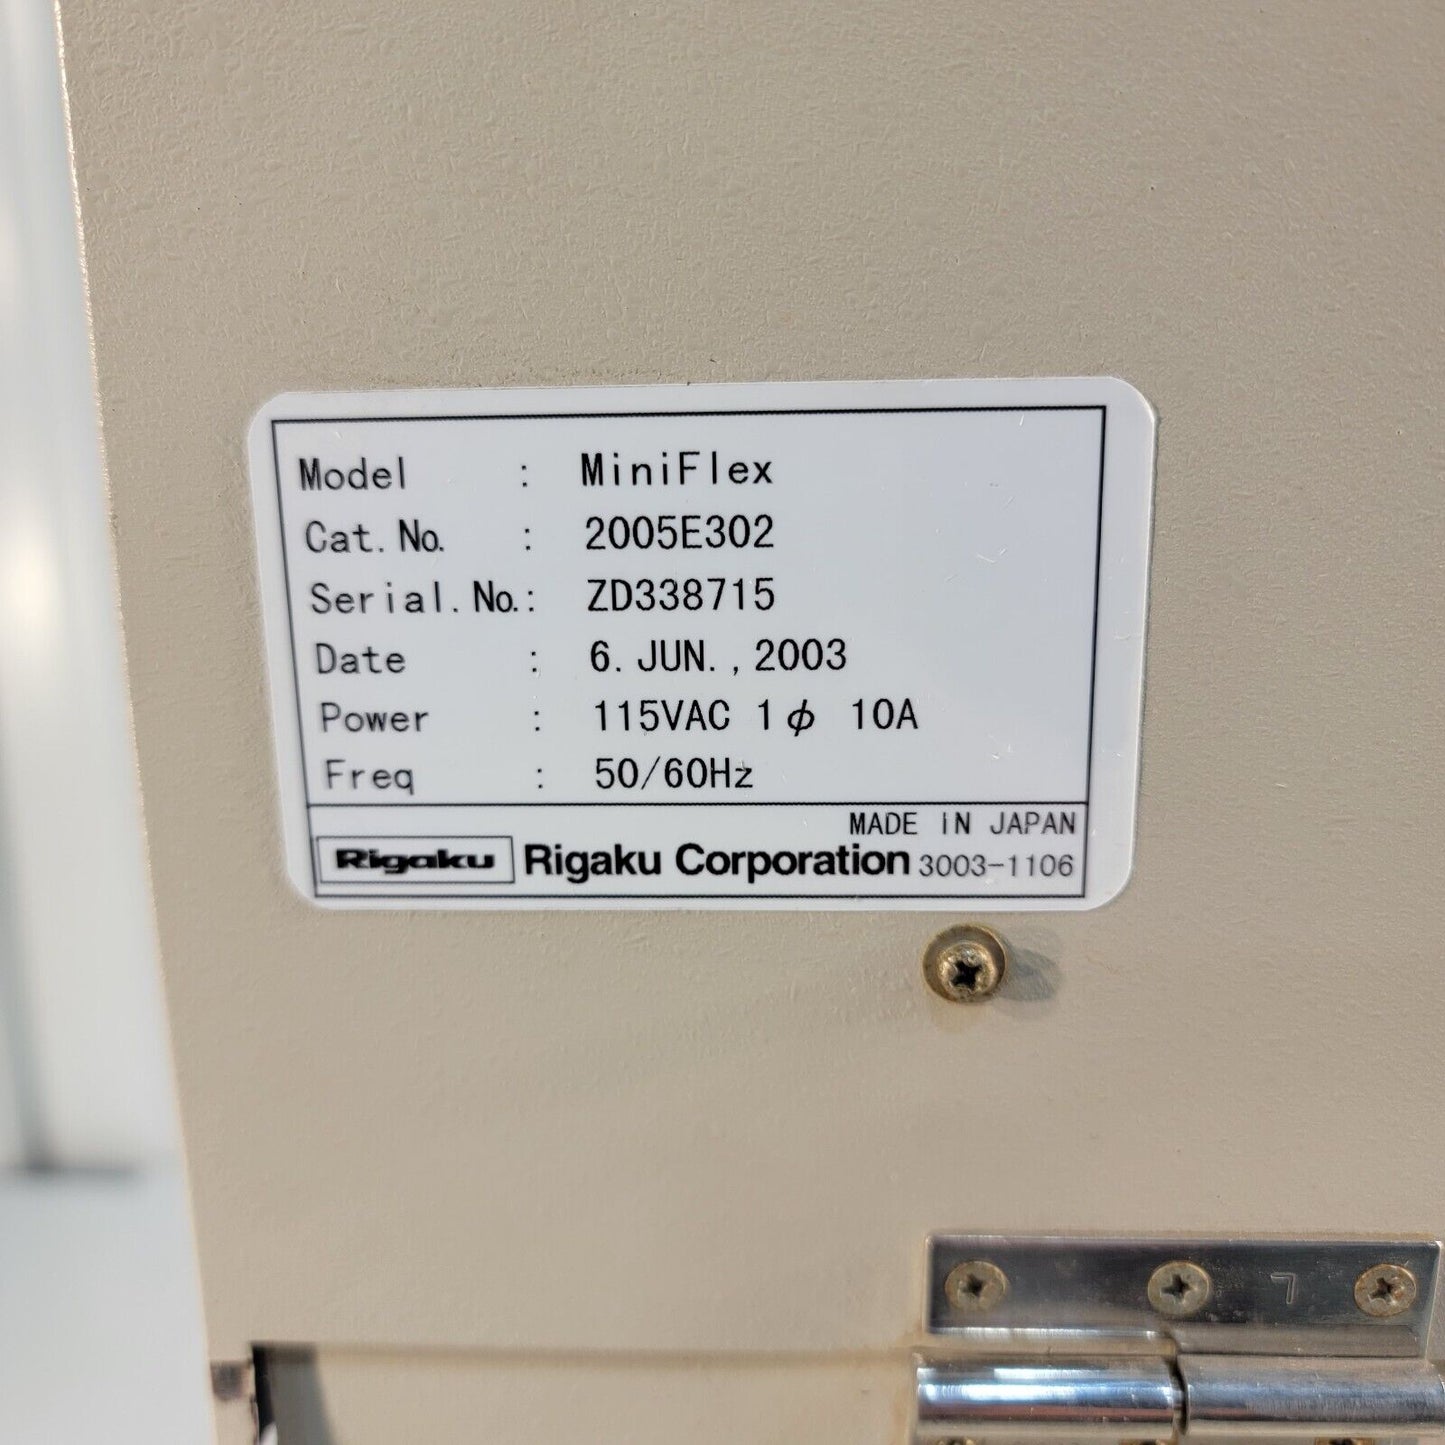 Model : MiniFlex
Cat. No. : 2005E302
Serial. No. : ZD338715
Date : 6. JUN. , 2003
Power : 115VAC 1φ 10A
Freq : 50/60Hz
MADE IN JAPAN
Rigaku Rigaku Corporation 3003-1106
L